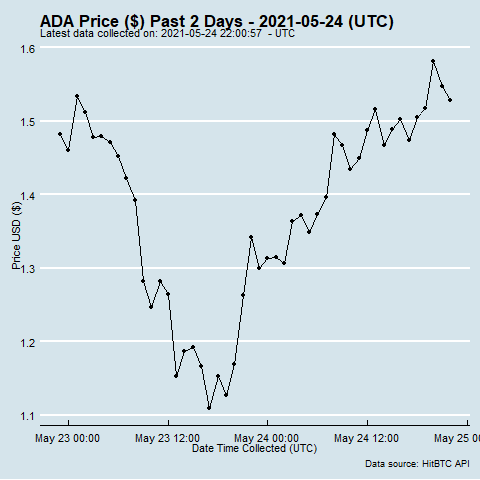 ADA Price ($) Past 2 Days - 2021-05-24 (UTC)
Latest data collected on: 2021-05-24 22:00:57 - UTC
1.6
1.5
1.4
1.3
1.2
1.1
Price USD ($)
May 23 00:00 May 23 12:00 May 24 00:00 May 24 12:00 May 25 00
Date Time Collected (UTC)
Data source: HitBTC API